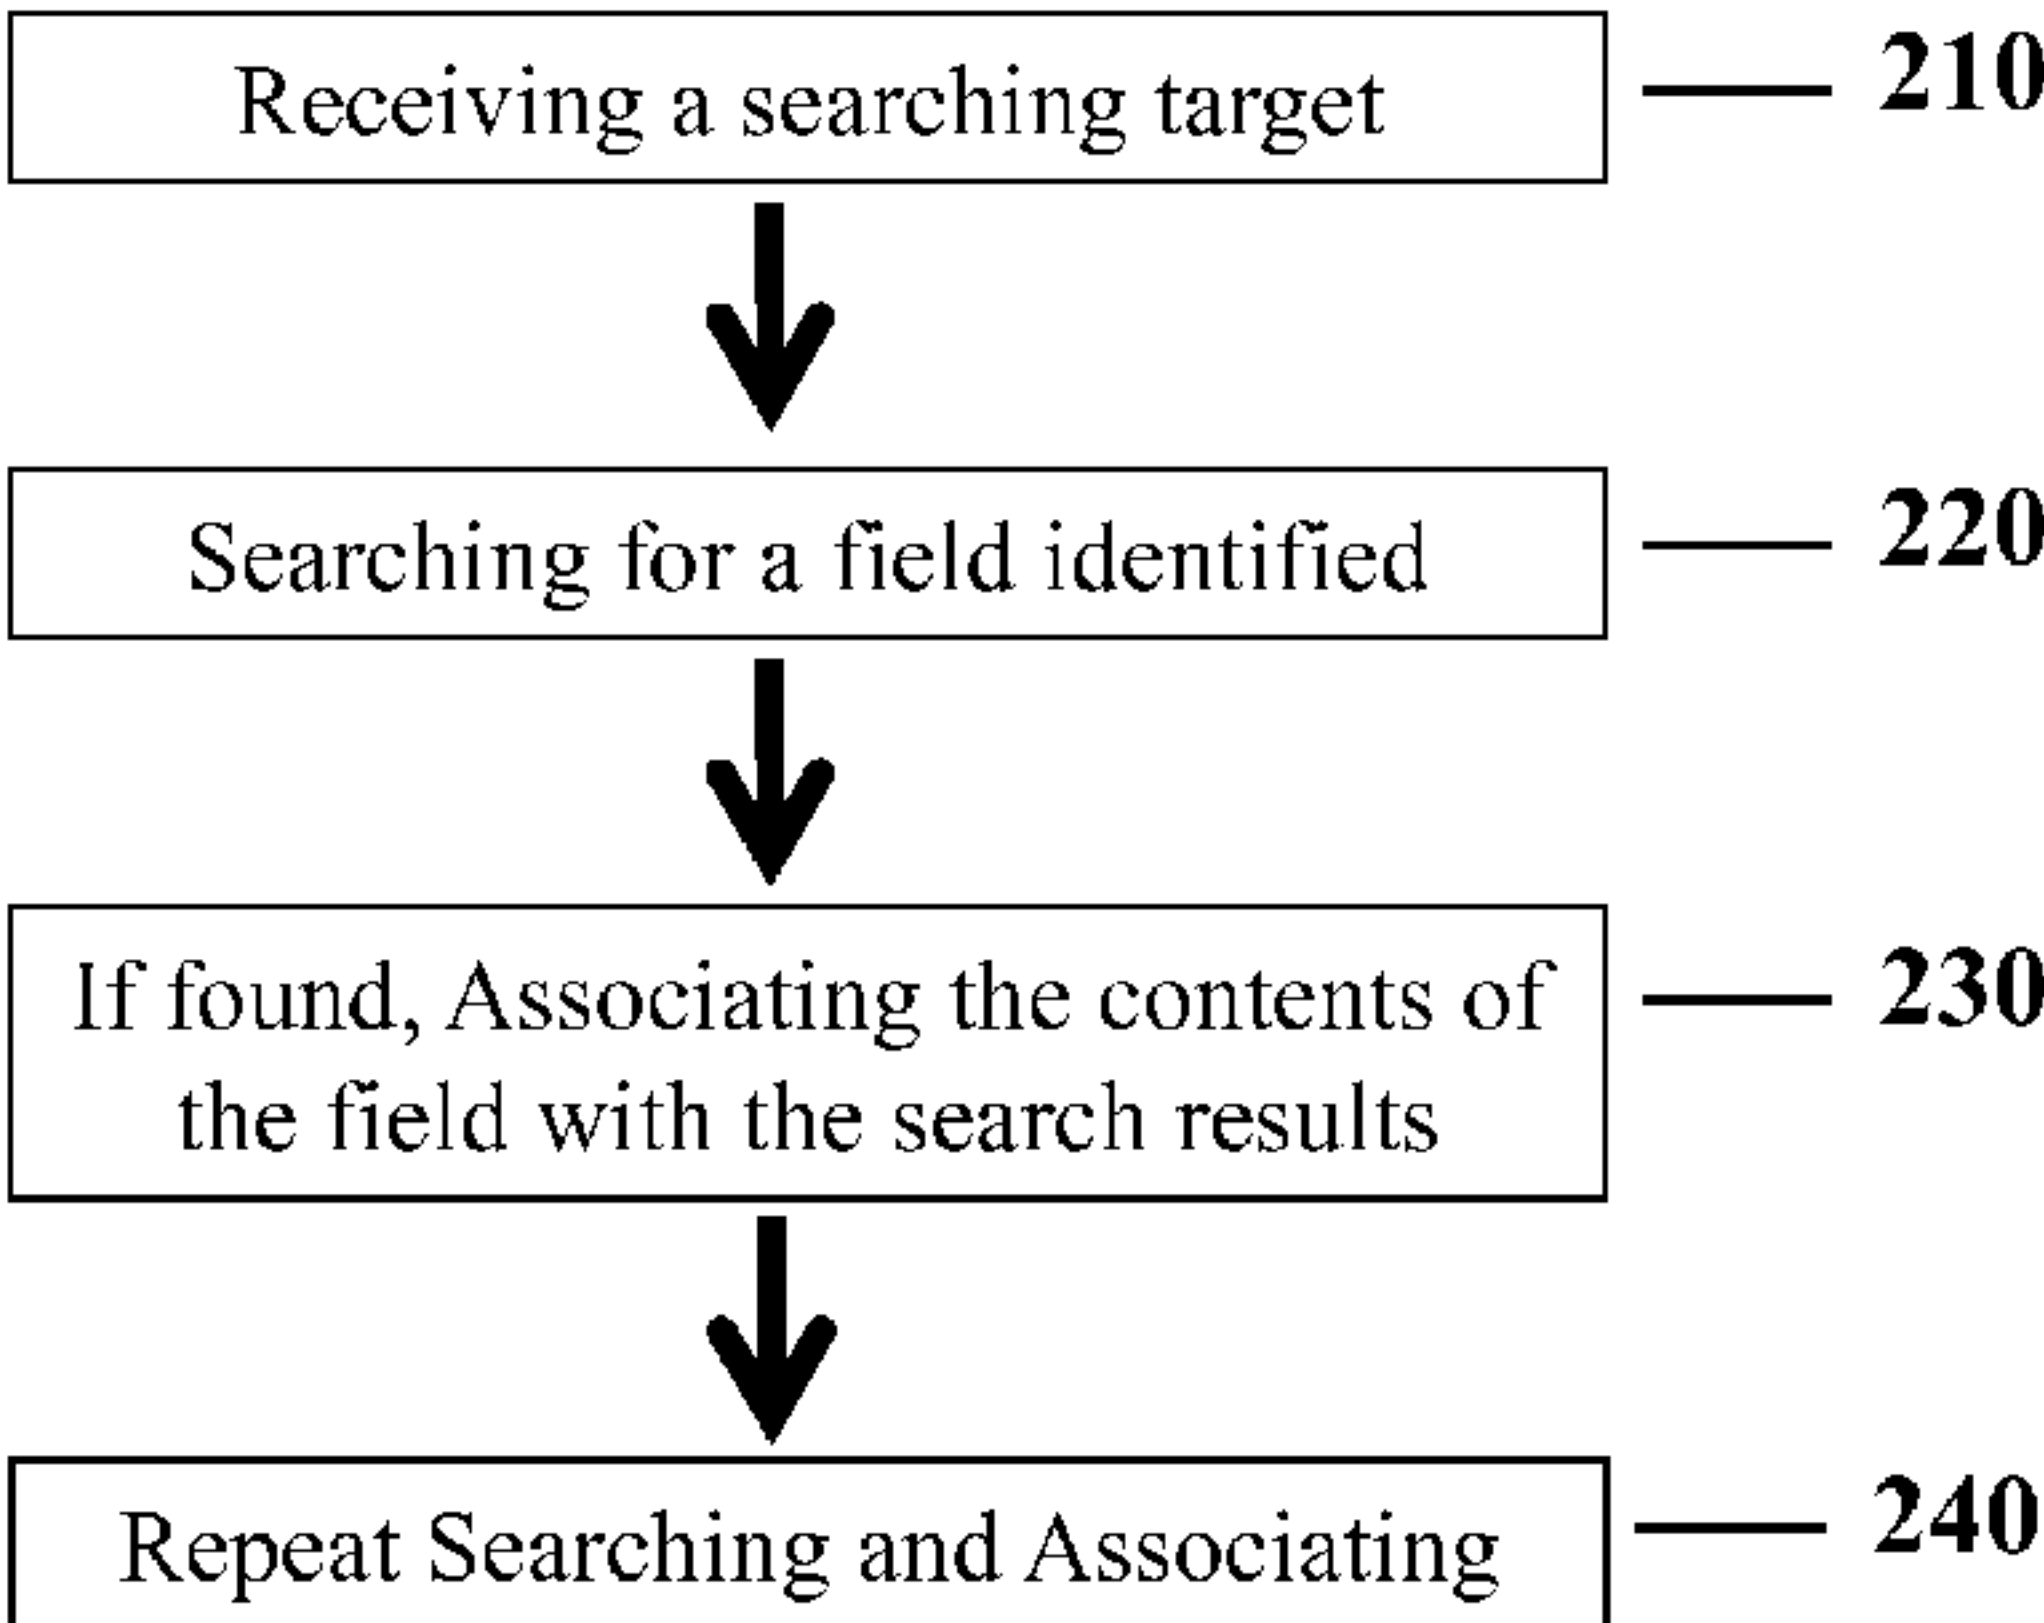 Receiving a searching target
210
Searching for a field identified
220
If found, Associating the contents of
the field with the search results
230
Repeat Searching and Associating
240